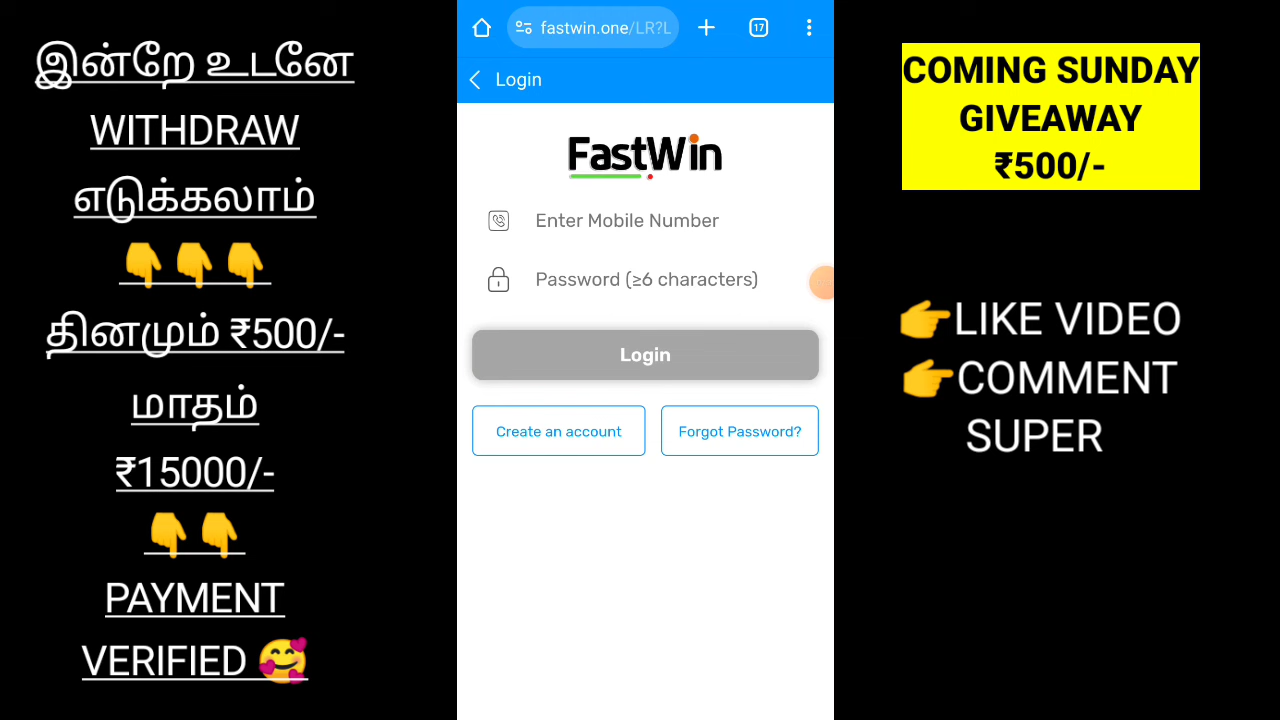 இன்றே உடனே
WITHDRAW
எடுக்கலாம்
👇👇👇
தினமும் ₹500/-
மாதம்
₹15000/-
👇👇
PAYMENT
VERIFIED 🥰
fastwin.one/LR?L
17
Login
FastWin
Enter Mobile Number
Password (≥6 characters)
Login
Create an account
Forgot Password?
COMING SUNDAY
GIVEAWAY
₹500/-
👉LIKE VIDEO
👉COMMENT
SUPER